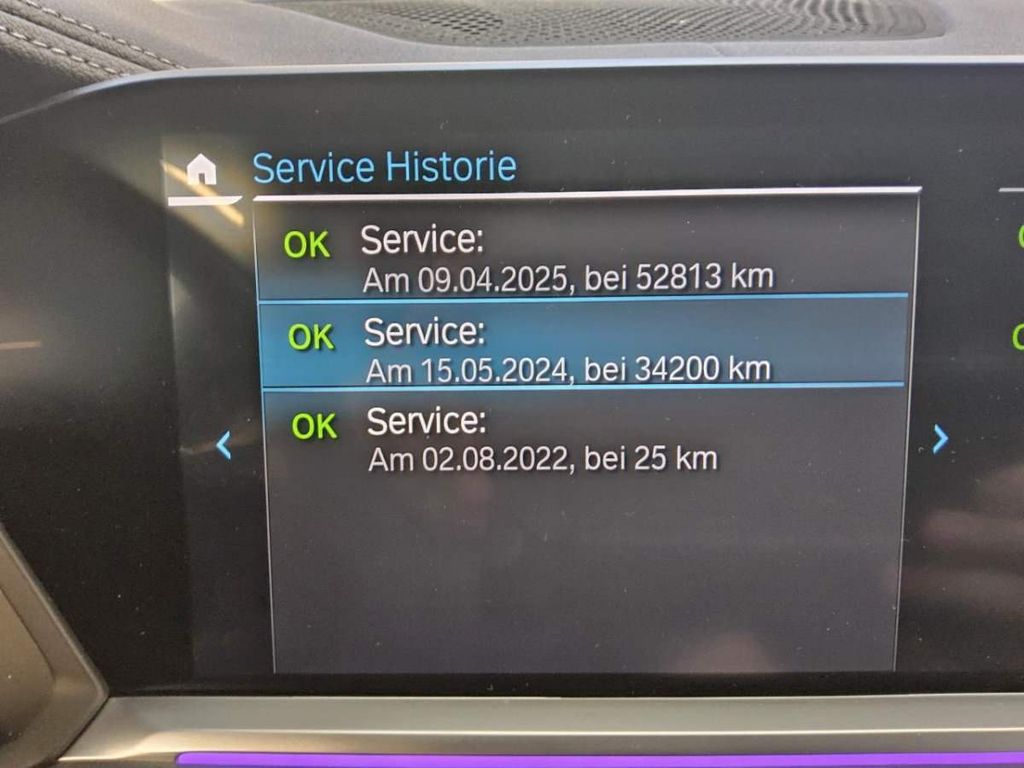 Service Historie
OK Service:
Am 09.04.2025, bei 52813 km
OK Service:
Am 15.05.2024, bei 34200 km
OK Service:
Am 02.08.2022, bei 25 km